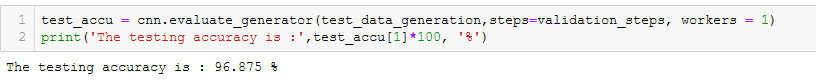 1 test_accu = cnn.evaluate_generator(test_data_generation,steps=validation_steps, workers = 1)
2 print('The testing accuracy is :',test_accu[1]*100, '%')
The testing accuracy is : 96.875 %